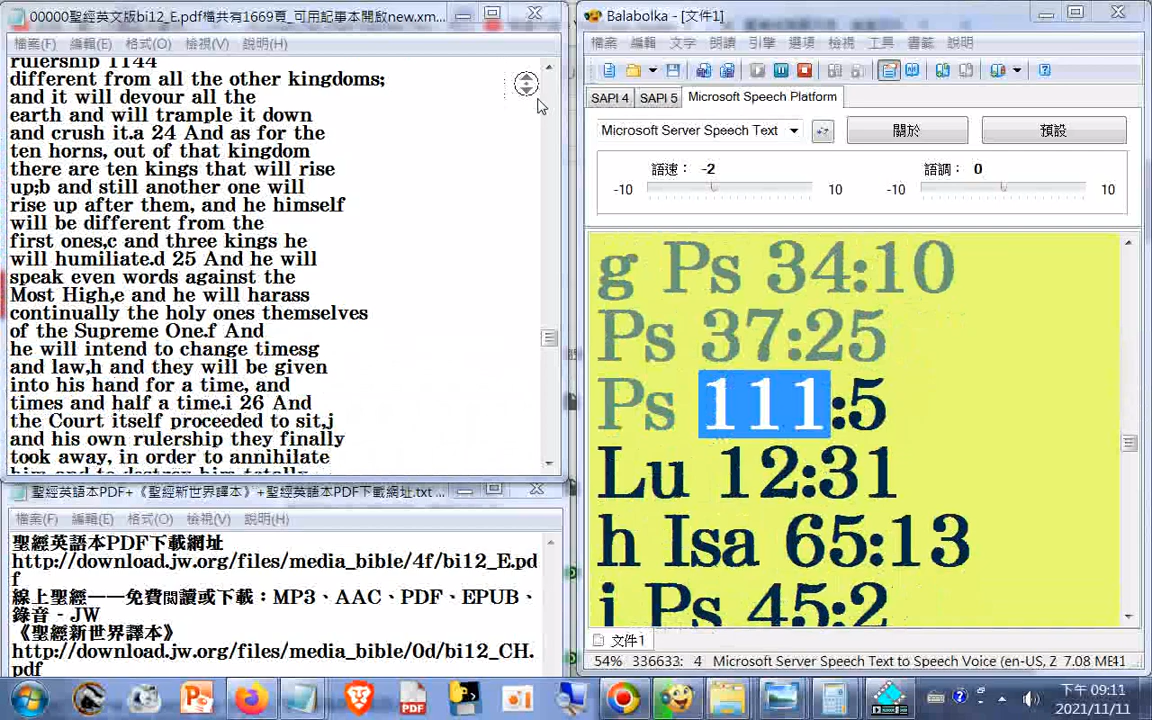 00000聖經英文版bi12_E.pdf檔共有1669頁_可用記事本開啟new.xm...
檔案(F) 編輯(E) 格式(O) 檢視(V) 說明(H)
rulership 1144
different from all the other kingdoms;
and it will devour all the
earth and will trample it down
and crush it.a 24 And as for the
ten horns, out of that kingdom
there are ten kings that will rise
up;b and still another one will
rise up after them, and he himself
will be different from the
first ones,c and three kings he
will humiliate.d 25 And he will
speak even words against the
Most High,e and he will harass
continually the holy ones themselves
of the Supreme One.f And
he will intend to change timesg
and law,h and they will be given
into his hand for a time, and
times and half a time.i 26 And
the Court itself proceeded to sit,j
and his own rulership they finally
took away, in order to annihilate
him and to destroy him totally
聖經英語本PDF+《聖經新世界譯本》+聖經英語本PDF下載網址.txt ...
檔案(F) 編輯(E) 格式(O) 檢視(V) 說明(H)
聖經英語本PDF下載網址
http://download.jw.org/files/media_bible/4f/bi12_E.pd
f
線上聖經——免費閱讀或下載：MP3、AAC、PDF、EPUB、
錄音 - JW
《聖經新世界譯本》
http://download.jw.org/files/media_bible/0d/bi12_CH.
pdf
Balabolka - [文件1]
檔案 編輯 文字 朗讀 引擎 選項 檢視 工具 書籤 說明
SAPI 4 SAPI 5 Microsoft Speech Platform
Microsoft Server Speech Text 關於 預設
語速： -2 語調： 0
-10 10 -10 10
g Ps 34:10
Ps 37:25
Ps 111:5
Lu 12:31
h Isa 65:13
i Ps 45:2
文件1
54% 336633: 4 Microsoft Server Speech Text to Speech Voice (en-US, Z 7.08 ME41
下午 09:11
2021/11/11